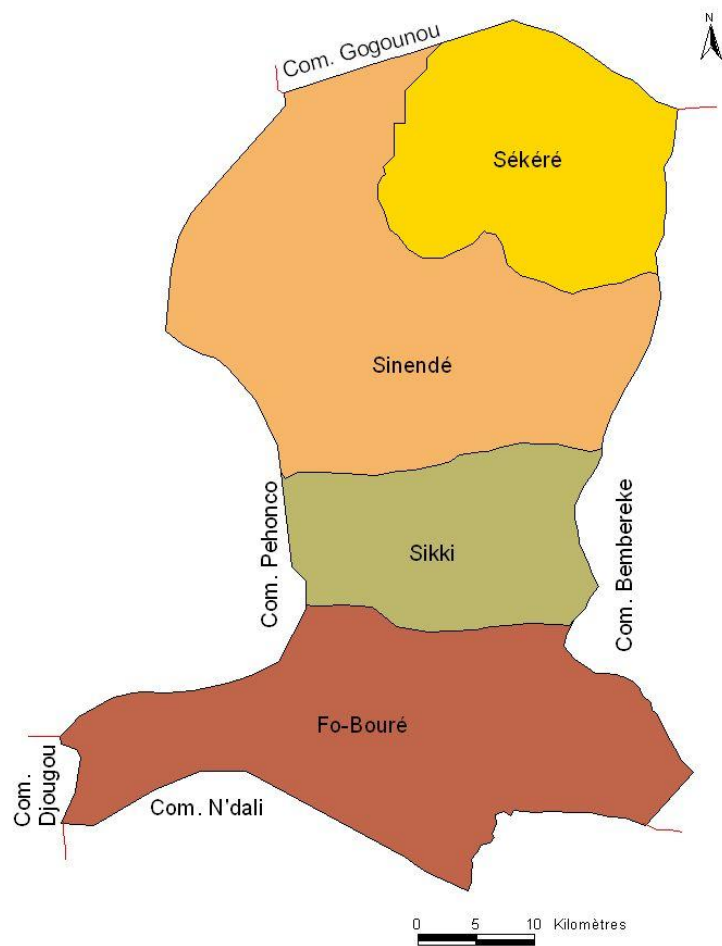 N
Com. Gogounou
Sékéré
Sinendé
Com. Pehonco
Sikki
Com. Bembereke
Fo-Bouré
Com.
Djougou
Com. N'dali
0 5 10 Kilomètres